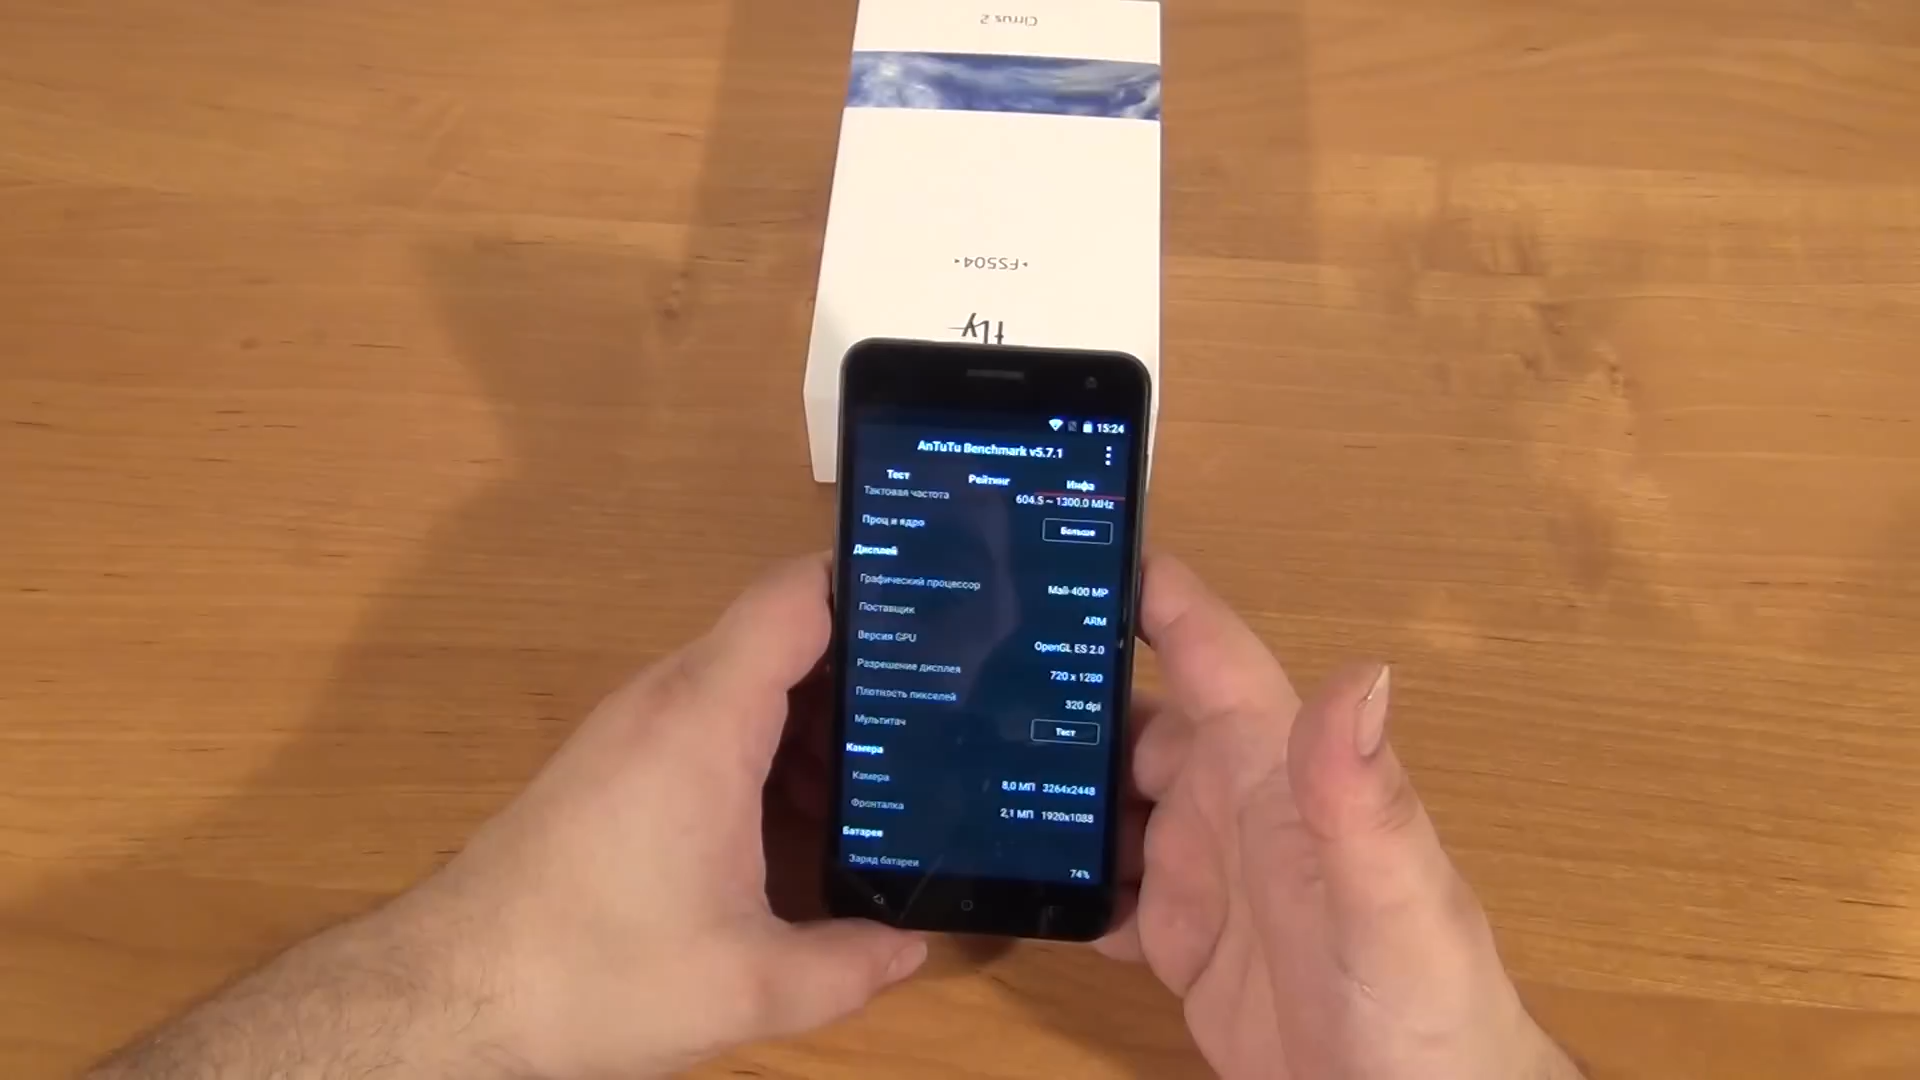 Cirrus 2
•FS504•
fly
15:24
AnTuTu Benchmark v5.7.1
Тест Рейтинг Инфа
Тактовая частота 604.5 ~ 1300.0 MHz
Проц и ядро Больше
Дисплей
Графический процессор Mali-400 MP
Поставщик ARM
Версия GPU OpenGL ES 2.0
Разрешение дисплея 720 x 1280
Плотность пикселей 320 dpi
Мультитач Тест
Камера
Камера 8,0 МП 3264x2448
Фронталка 2,1 МП 1920x1088
Батарея
Заряд батареи 74%